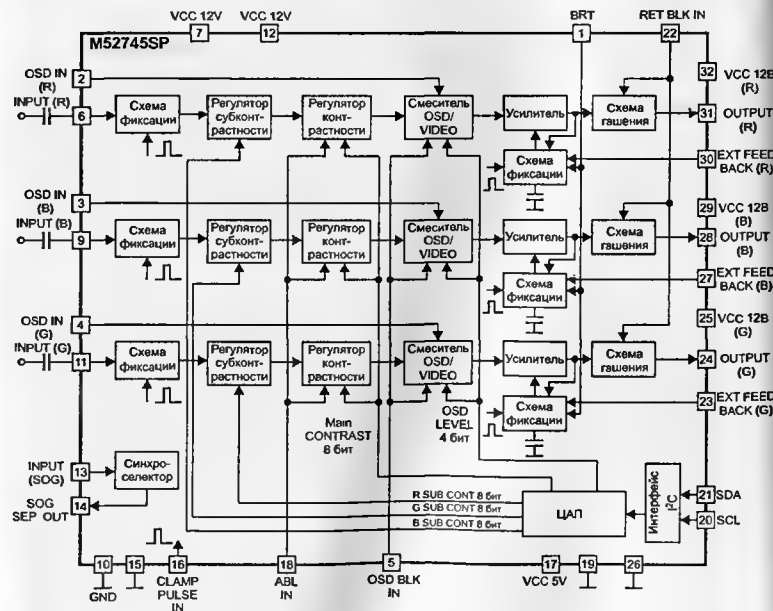 VCC 12V
VCC 12V
BRT
RET BLK IN
M52745SP
7
12
1
22
OSD IN
(R)
2
INPUT (R)
6
Схема
фиксации
Регулятор
субконт-
растности
Регулятор
конт-
растности
Смеситель
OSD/
VIDEO
Усилитель
Схема
гашения
Схема
фиксации
32
VCC 12В
(R)
31
OUTPUT
(R)
30
EXT FEED
BACK (R)
OSD IN
(B)
3
INPUT (B)
9
Схема
фиксации
Регулятор
субконт-
растности
Регулятор
конт-
растности
Смеситель
OSD/
VIDEO
Усилитель
Схема
гашения
Схема
фиксации
29
VCC 12В
(B)
28
OUTPUT
(B)
27
EXT FEED
BACK (B)
OSD IN
(G)
4
INPUT (G)
11
Схема
фиксации
Регулятор
субконт-
растности
Регулятор
конт-
растности
Смеситель
OSD/
VIDEO
Усилитель
Схема
гашения
Схема
фиксации
25
VCC 12В
(G)
24
OUTPUT
(G)
23
EXT FEED
BACK (G)
Main
CONTRAST
8 бит
OSD
LEVEL
4 бит
INPUT
(SOG)
13
Синхро-
селектор
SOG
SEP OUT
14
R SUB CONT 8 бит
G SUB CONT 8 бит
B SUB CONT 8 бит
ЦАП
Интерфейс
I²C
21
SDA
20
SCL
10
GND
15
16
CLAMP
PULSE
IN
18
ABL
IN
5
OSD BLK
IN
17
VCC 5V
19
26